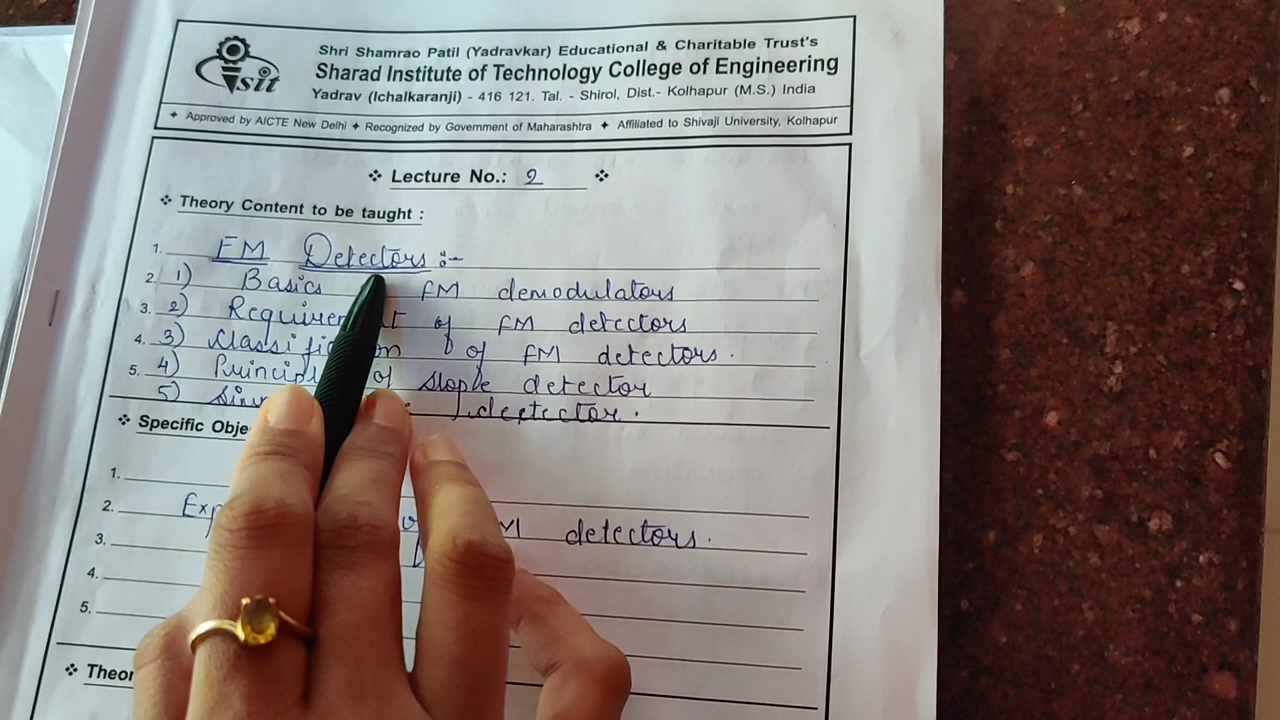 Shri Shamrao Patil (Yadravkar) Educational & Charitable Trust's
Sharad Institute of Technology College of Engineering
Yadrav (Ichalkaranji) - 416 121. Tal. - Shirol, Dist.- Kolhapur (M.S.) India
sit
✦ Approved by AICTE New Delhi ✦ Recognized by Government of Maharashtra ✦ Affiliated to Shivaji University, Kolhapur
❖ Lecture No.: 2 ❖
❖ Theory Content to be taught :
1. FM Detectors :-
2. 1) Basics FM demodulators
3. 2) of FM detectors
4. 3) of FM detectors.
5. 4) of slope detector
5) detector.
❖ Specific
1.
2. detectors.
3.
4.
5.
❖